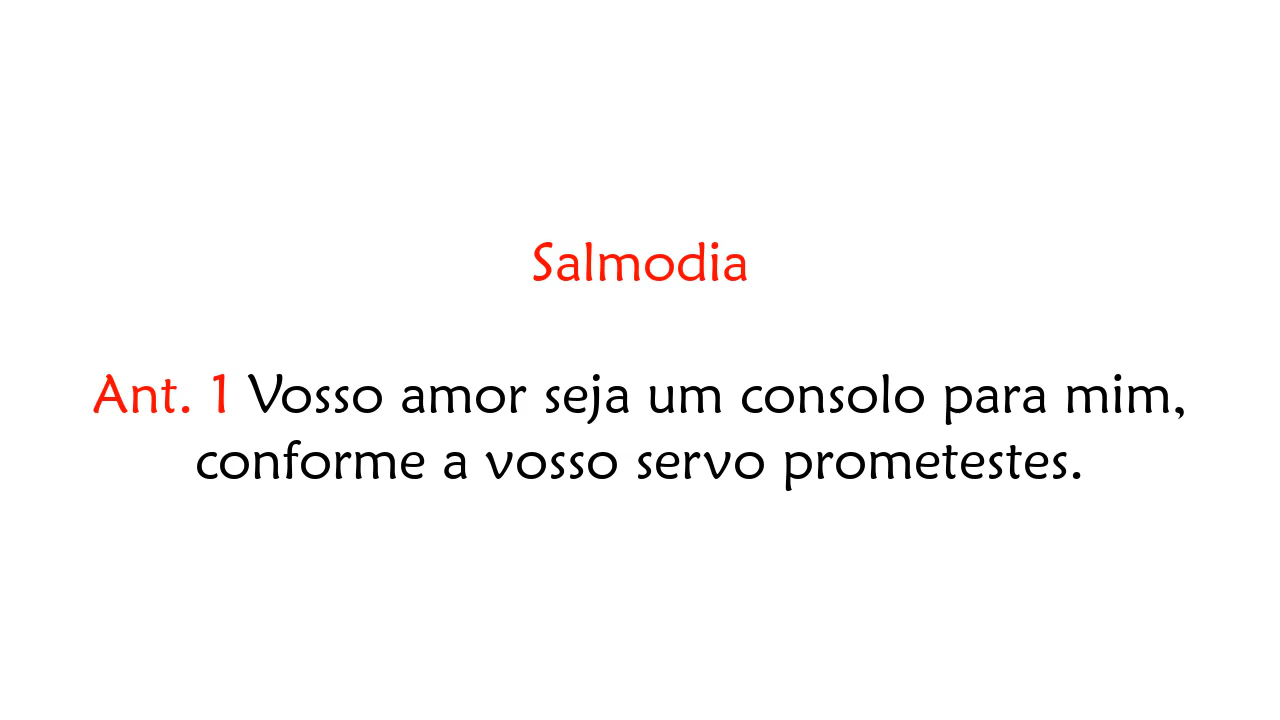 Salmodia
Ant. 1 Vosso amor seja um consolo para mim,
conforme a vosso servo prometestes.